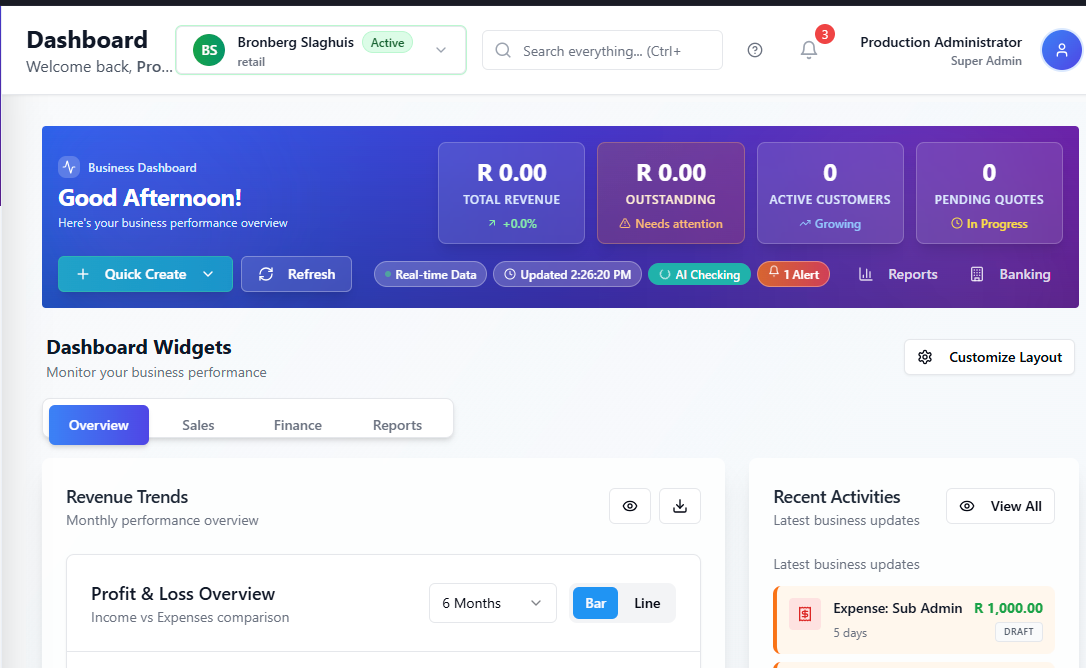 Dashboard
Welcome back, Pro...
BS
Bronberg Slaghuis
Active
retail
Search everything... (Ctrl+
3
Production Administrator
Super Admin
Business Dashboard
Good Afternoon!
Here's your business performance overview
R 0.00
TOTAL REVENUE
+0.0%
R 0.00
OUTSTANDING
Needs attention
0
ACTIVE CUSTOMERS
Growing
0
PENDING QUOTES
In Progress
Quick Create
Refresh
Real-time Data
Updated 2:26:20 PM
AI Checking
1 Alert
Reports
Banking
Dashboard Widgets
Monitor your business performance
Customize Layout
Overview
Sales
Finance
Reports
Revenue Trends
Monthly performance overview
Profit & Loss Overview
Income vs Expenses comparison
6 Months
Bar
Line
Recent Activities
Latest business updates
View All
Latest business updates
Expense: Sub Admin
R 1,000.00
5 days
DRAFT